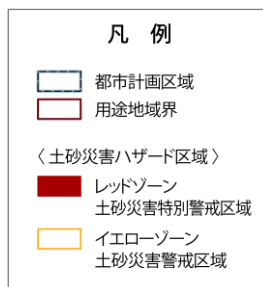 凡 例
都市計画区域
用途地域界
〈 土砂災害ハザード区域 〉
レッドゾーン
土砂災害特別警戒区域
イエローゾーン
土砂災害警戒区域